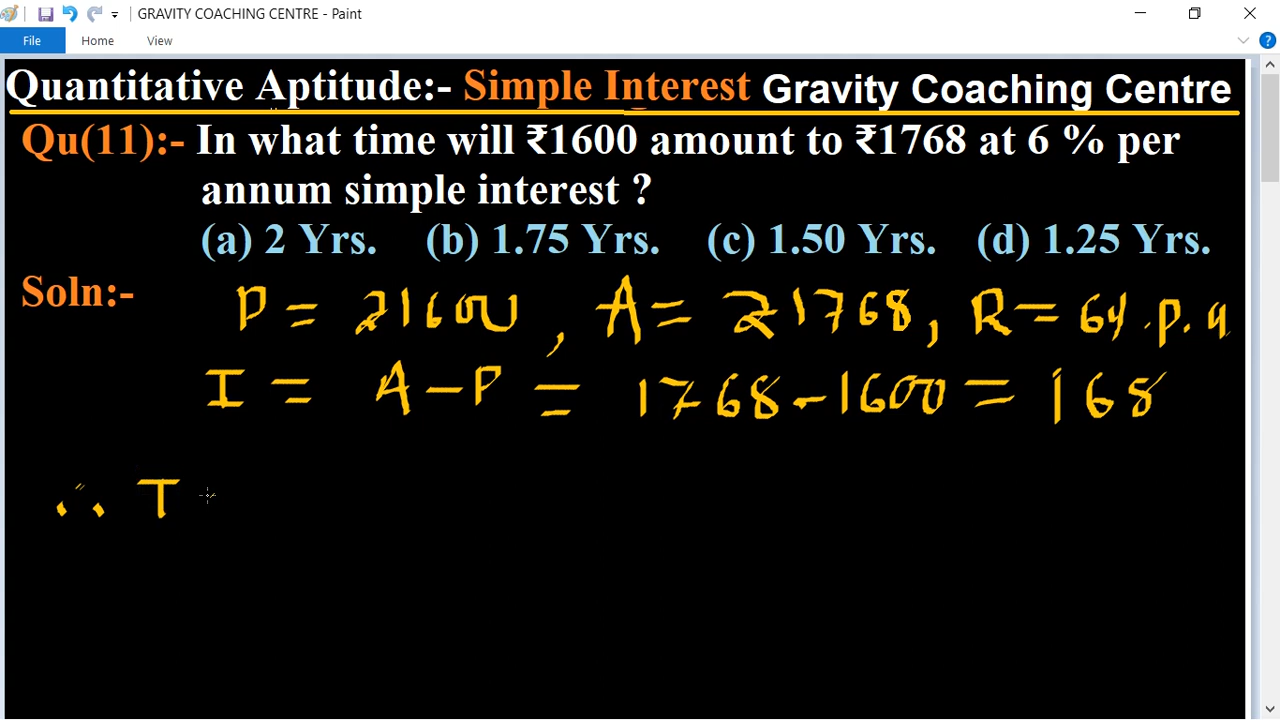 GRAVITY COACHING CENTRE - Paint
File Home View
Quantitative Aptitude:- Simple Interest Gravity Coaching Centre
Qu(11):- In what time will ₹1600 amount to ₹1768 at 6 % per
annum simple interest ?
(a) 2 Yrs. (b) 1.75 Yrs. (c) 1.50 Yrs. (d) 1.25 Yrs.
Soln:- P = ₹1600, A = ₹1768, R = 6% p.a
I = A - P = 1768 - 1600 = 168
∴ T